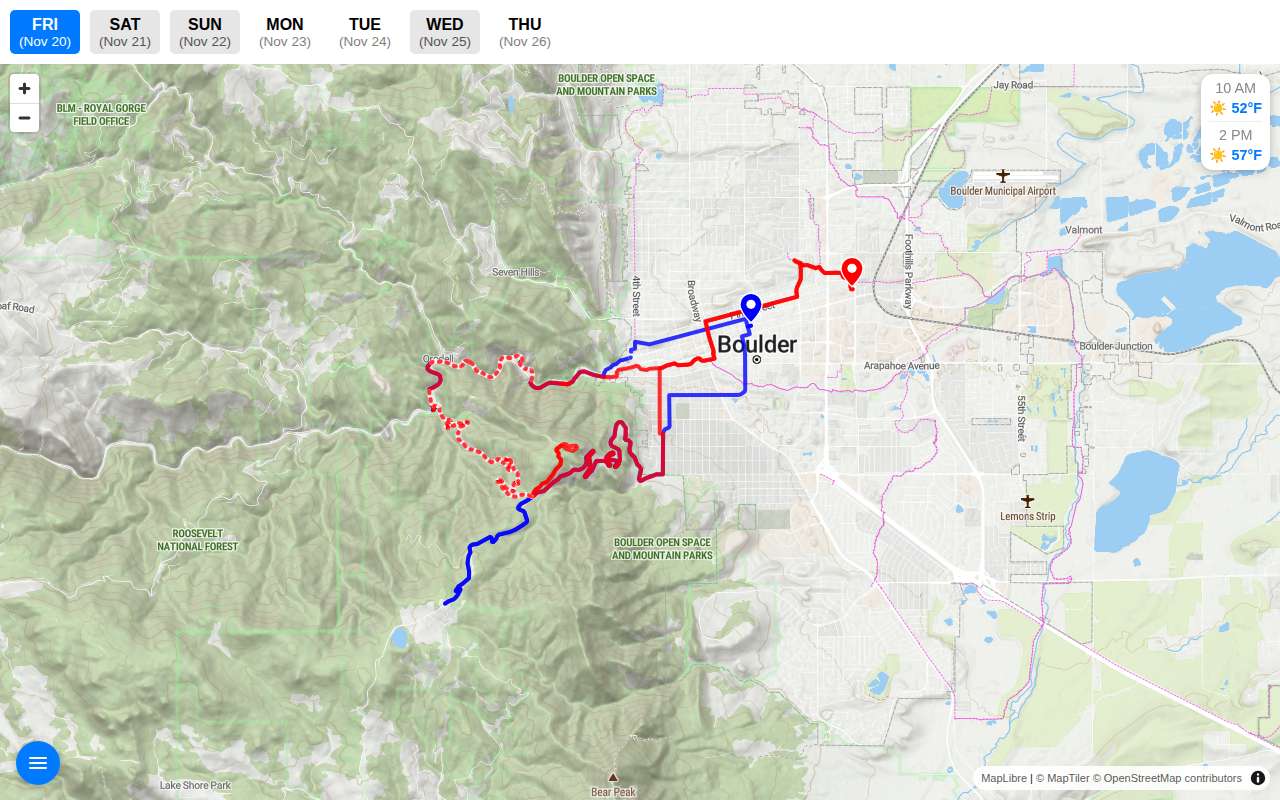 FRI
(Nov 20)
SAT
(Nov 21)
SUN
(Nov 22)
MON
(Nov 23)
TUE
(Nov 24)
WED
(Nov 25)
THU
(Nov 26)
BOULDER OPEN SPACE
AND MOUNTAIN PARKS
Jay Road
10 AM
52°F
2 PM
57°F
BLM - ROYAL GORGE
FIELD OFFICE
Boulder Municipal Airport
Valmont
Foothills Parkway
Seven Hills
4th Street
Broadway
Boulder
Boulder Junction
Arapahoe Avenue
55th Street
Lemons Strip
ROOSEVELT
NATIONAL FOREST
BOULDER OPEN SPACE
AND MOUNTAIN PARKS
Lake Shore Park
Bear Peak
MapLibre | © MapTiler © OpenStreetMap contributors